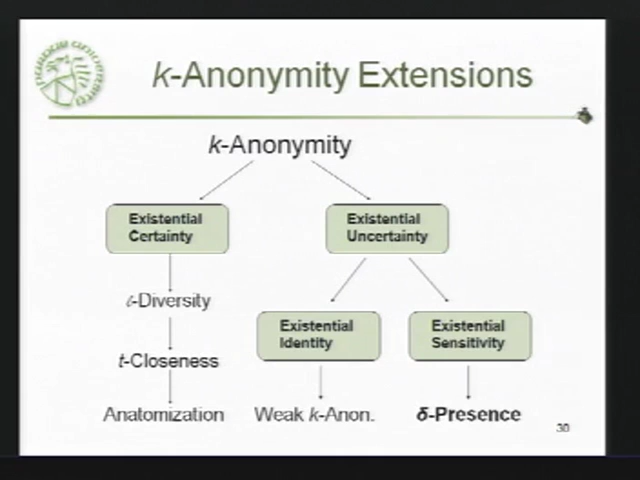 k-Anonymity Extensions
k-Anonymity
Existential
Certainty
Existential
Uncertainty
ℓ-Diversity
Existential
Identity
Existential
Sensitivity
t-Closeness
Anatomization
Weak k-Anon.
δ-Presence
30